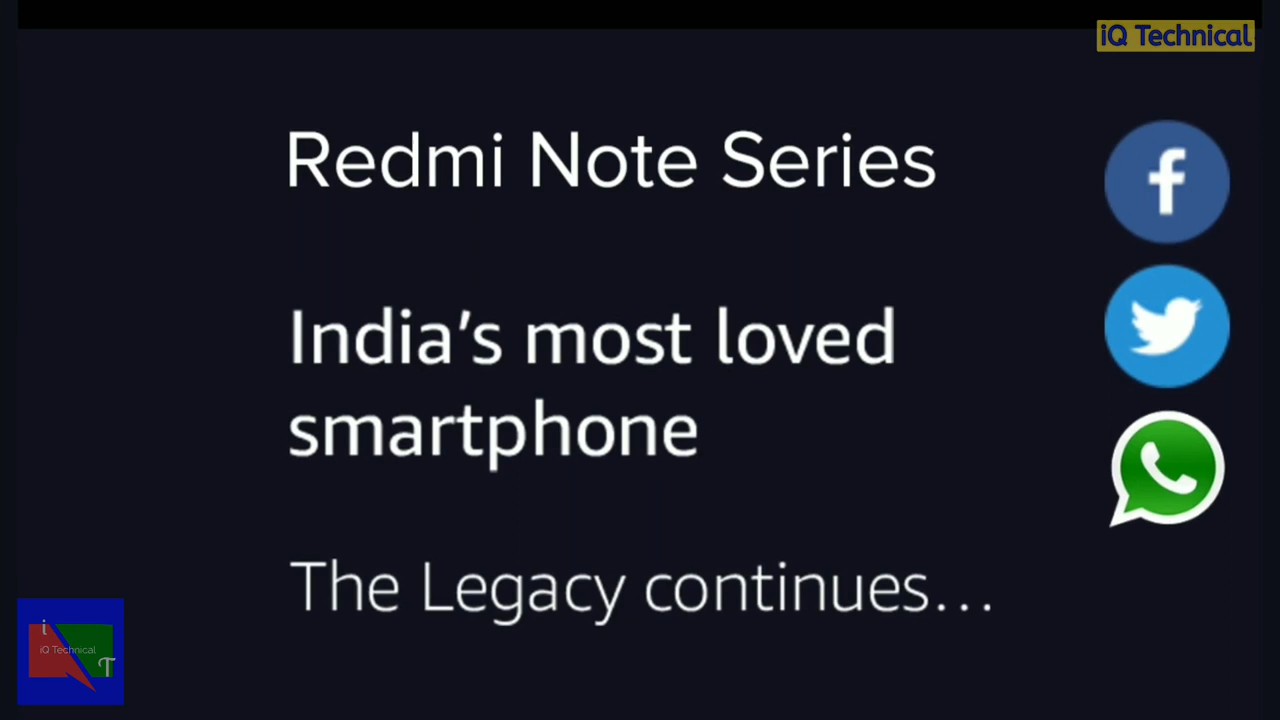 iQ Technical
Redmi Note Series
India's most loved
smartphone
The Legacy continues...
i
iQ Technical
T